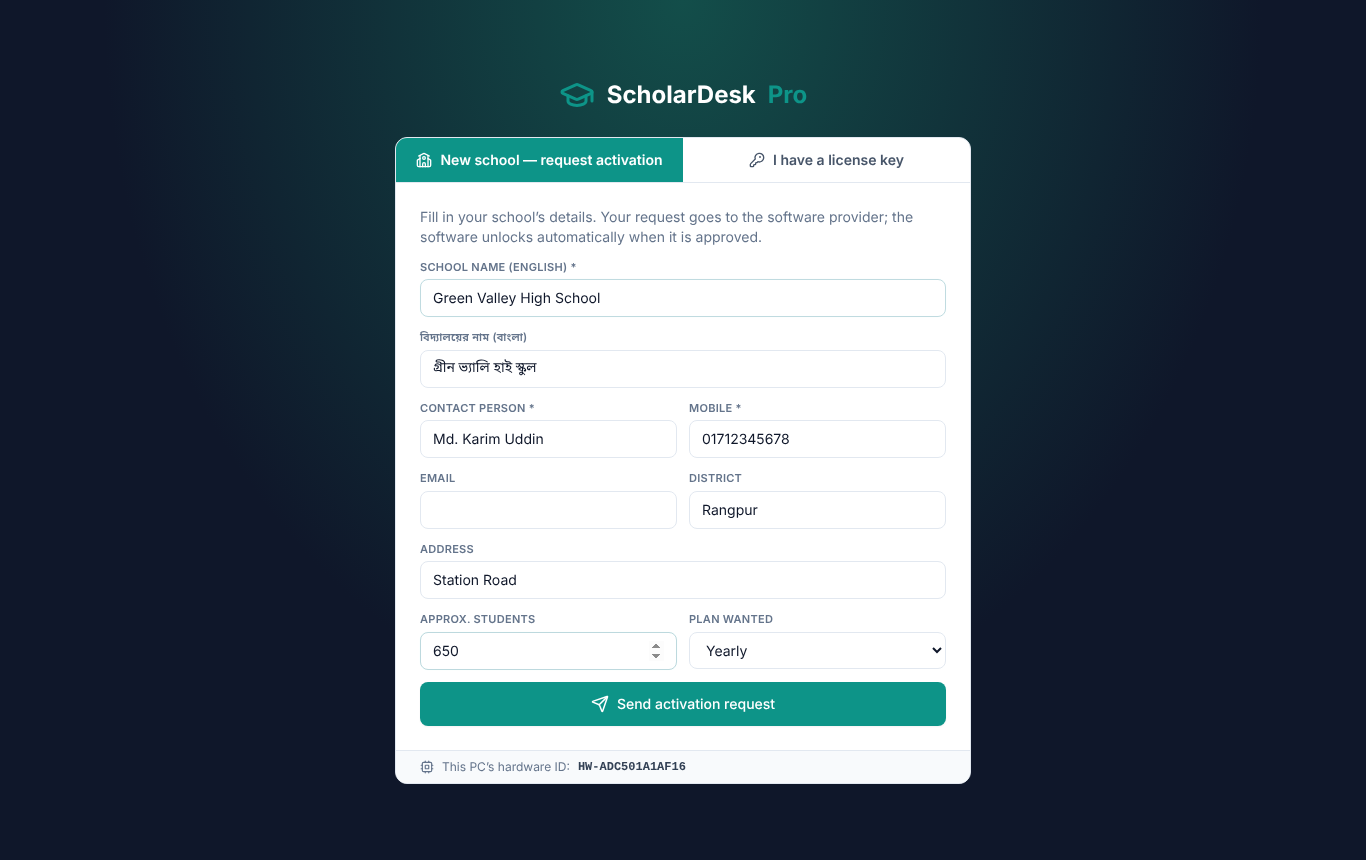 ScholarDesk Pro
New school — request activation
I have a license key
Fill in your school’s details. Your request goes to the software provider; the
software unlocks automatically when it is approved.
SCHOOL NAME (ENGLISH) *
Green Valley High School
বিদ্যালয়ের নাম (বাংলা)
গ্রীন ভ্যালি হাই স্কুল
CONTACT PERSON *
MOBILE *
Md. Karim Uddin
01712345678
EMAIL
DISTRICT
Rangpur
ADDRESS
Station Road
APPROX. STUDENTS
PLAN WANTED
650
Yearly
Send activation request
This PC’s hardware ID: HW-ADC501A1AF16